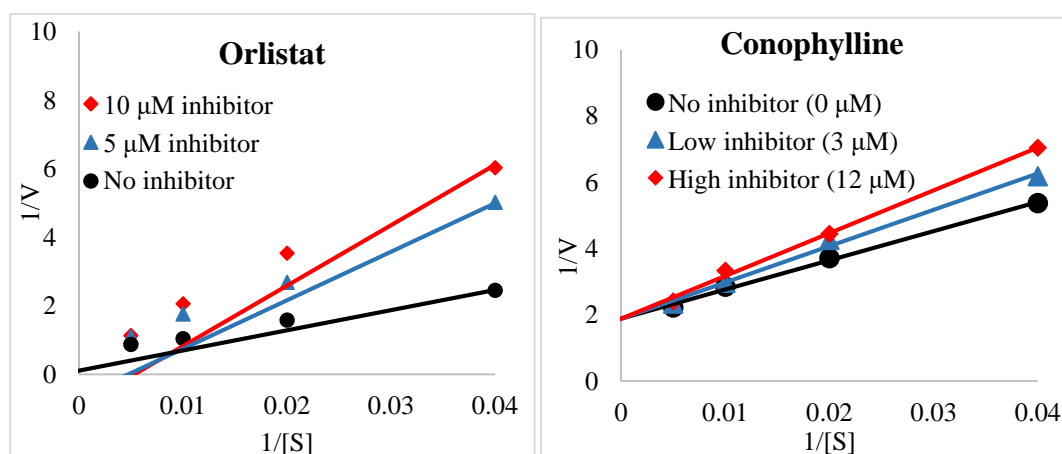 Orlistat
10
8
6
4
2
0
1/V
10 µM inhibitor
5 µM inhibitor
No inhibitor
0
0.01
0.02
0.03
0.04
1/[S]
Conophylline
10
8
6
4
2
0
1/V
No inhibitor (0 µM)
Low inhibitor (3 µM)
High inhibitor (12 µM)
0
0.01
0.02
0.03
0.04
1/[S]